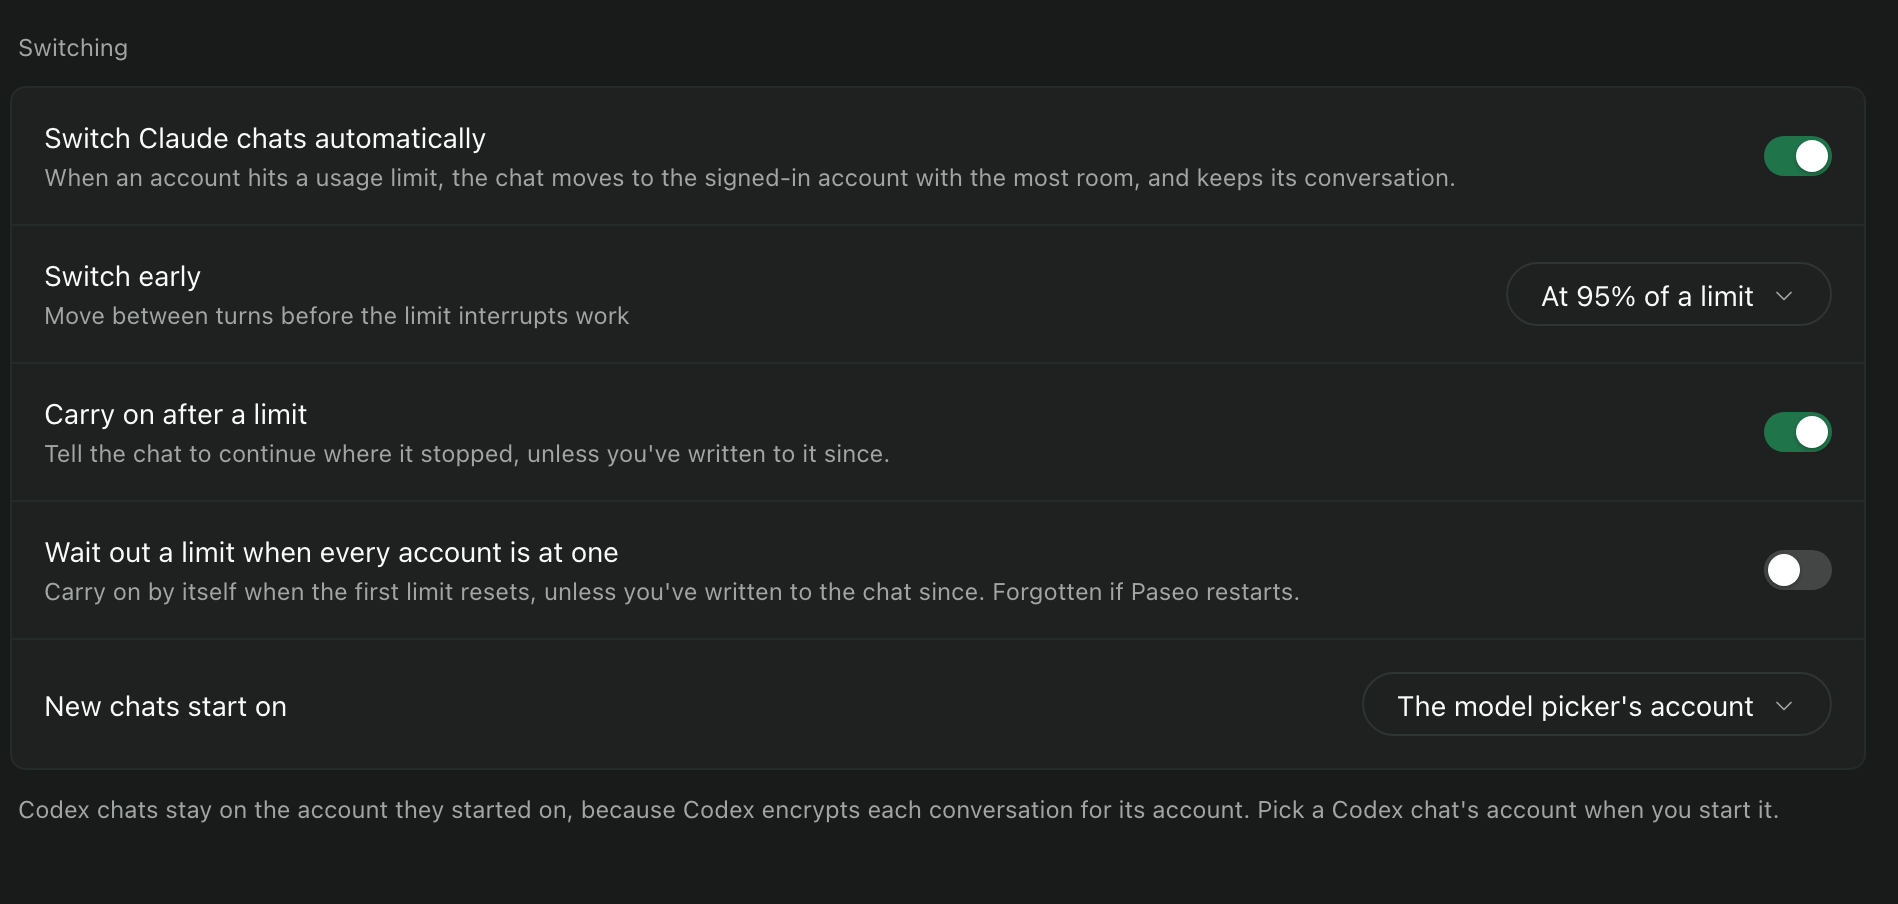 Switching
Switch Claude chats automatically
When an account hits a usage limit, the chat moves to the signed-in account with the most room, and keeps its conversation.
Switch early
Move between turns before the limit interrupts work
At 95% of a limit
Carry on after a limit
Tell the chat to continue where it stopped, unless you've written to it since.
Wait out a limit when every account is at one
Carry on by itself when the first limit resets, unless you've written to the chat since. Forgotten if Paseo restarts.
New chats start on
The model picker's account
Codex chats stay on the account they started on, because Codex encrypts each conversation for its account. Pick a Codex chat's account when you start it.